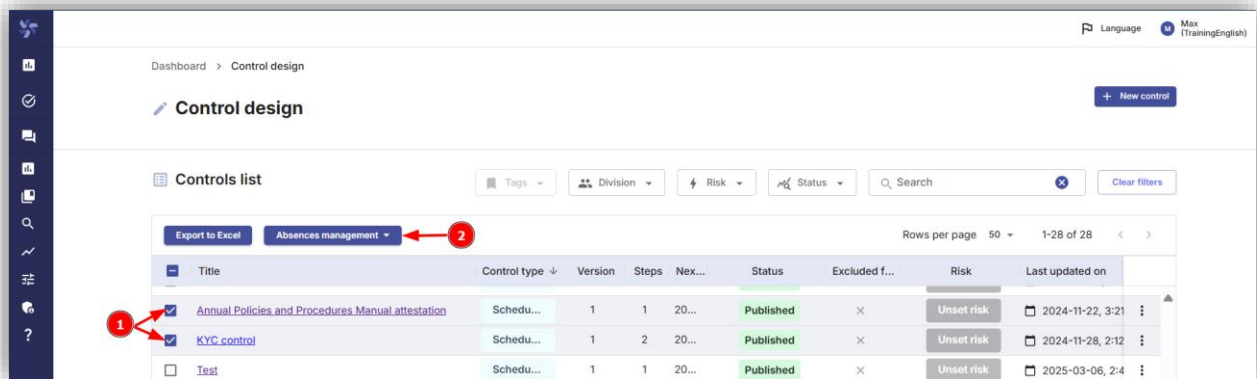 Language
M
Max
(TrainingEnglish)
Dashboard > Control design
Control design
+ New control
Controls list
Tags
Division
Risk
Status
Search
Clear filters
Export to Excel
Absences management
2
Rows per page 50
1-28 of 28
Title
Control type ↓
Version
Steps
Nex...
Status
Excluded f...
Risk
Last updated on
1
Annual Policies and Procedures Manual attestation Schedu... 1 1 20... Published Unset risk 2024-11-22, 3:21
KYC control Schedu... 1 2 20... Published Unset risk 2024-11-28, 2:12
Test Schedu... 1 1 20... Published Unset risk 2025-03-06, 2:4
?